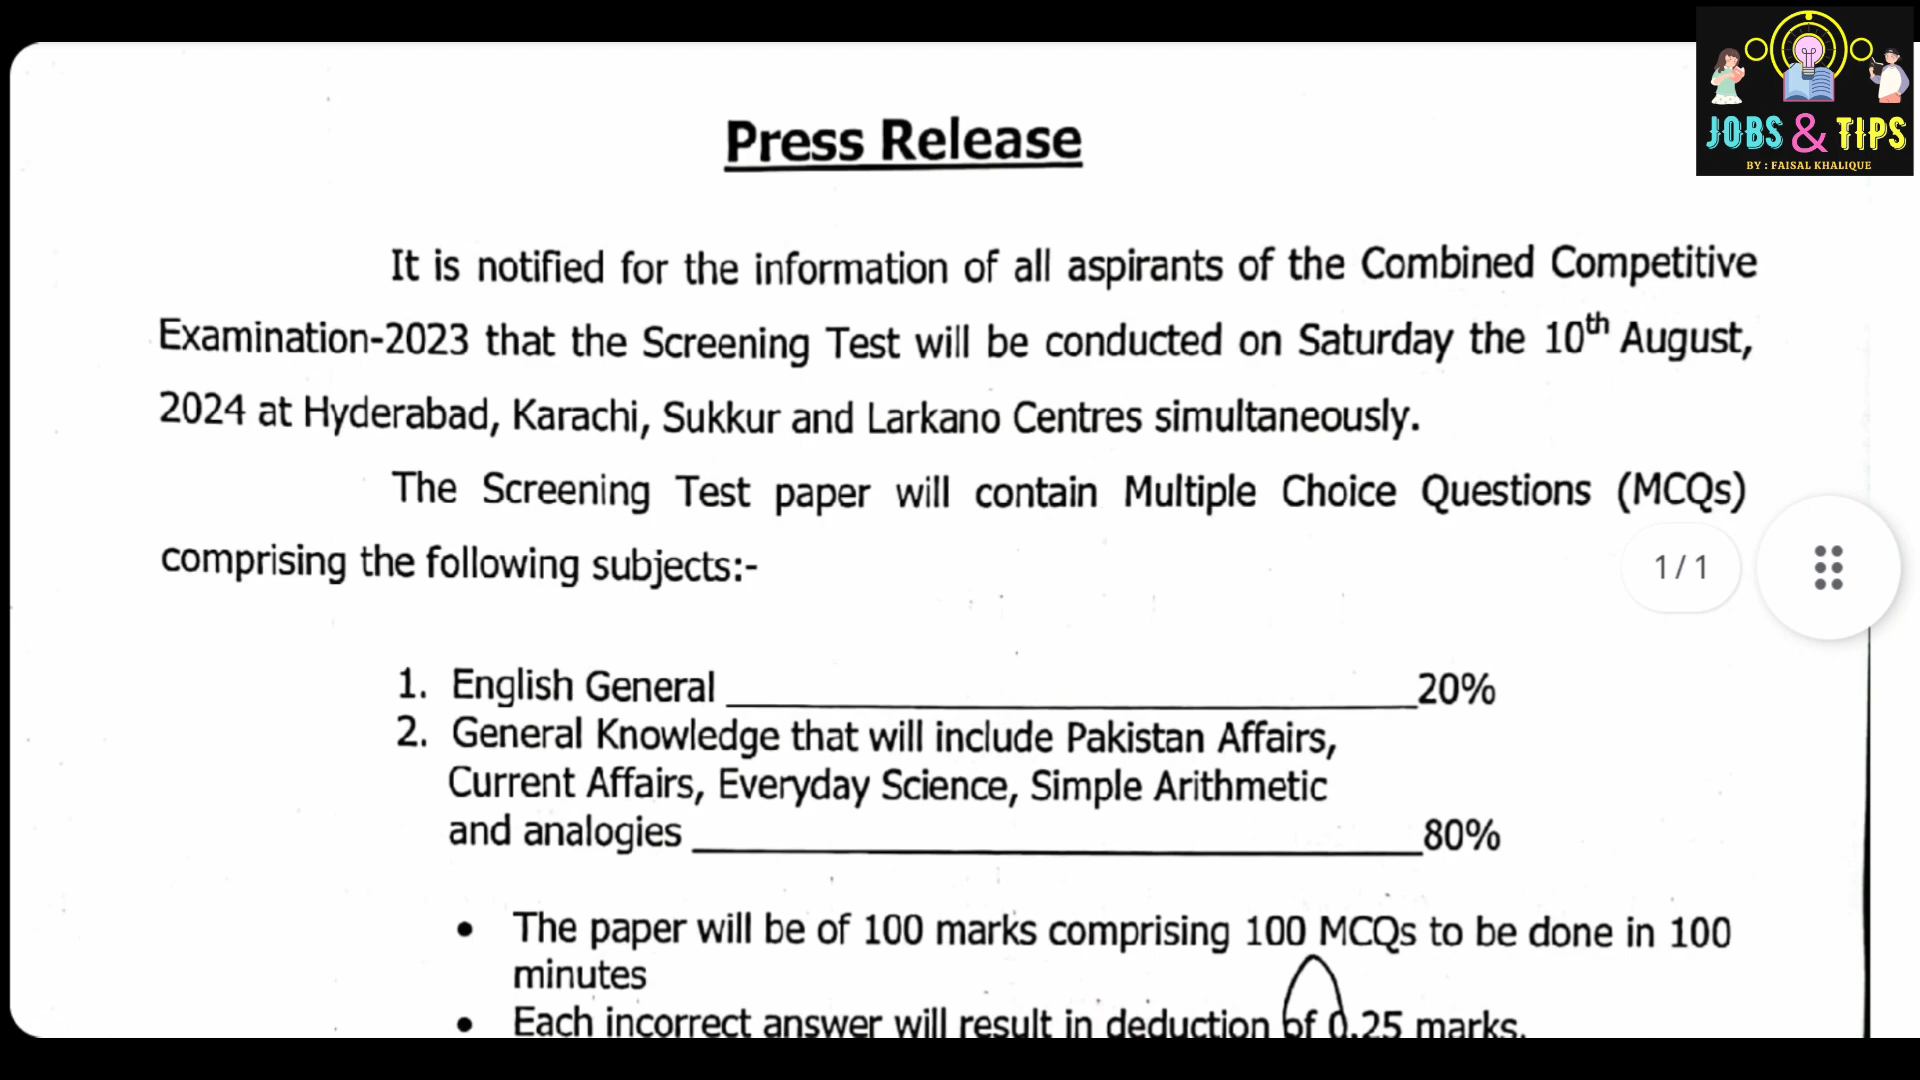 JOBS & TIPS
BY : FAISAL KHALIQUE
Press Release
It is notified for the information of all aspirants of the Combined Competitive
Examination-2023 that the Screening Test will be conducted on Saturday the 10th August,
2024 at Hyderabad, Karachi, Sukkur and Larkano Centres simultaneously.
The Screening Test paper will contain Multiple Choice Questions (MCQs)
comprising the following subjects:-
1 / 1
1. English General ____________________ 20%
2. General Knowledge that will include Pakistan Affairs,
Current Affairs, Everyday Science, Simple Arithmetic
and analogies ____________________ 80%
• The paper will be of 100 marks comprising 100 MCQs to be done in 100
minutes
• Each incorrect answer will result in deduction of 0.25 marks.